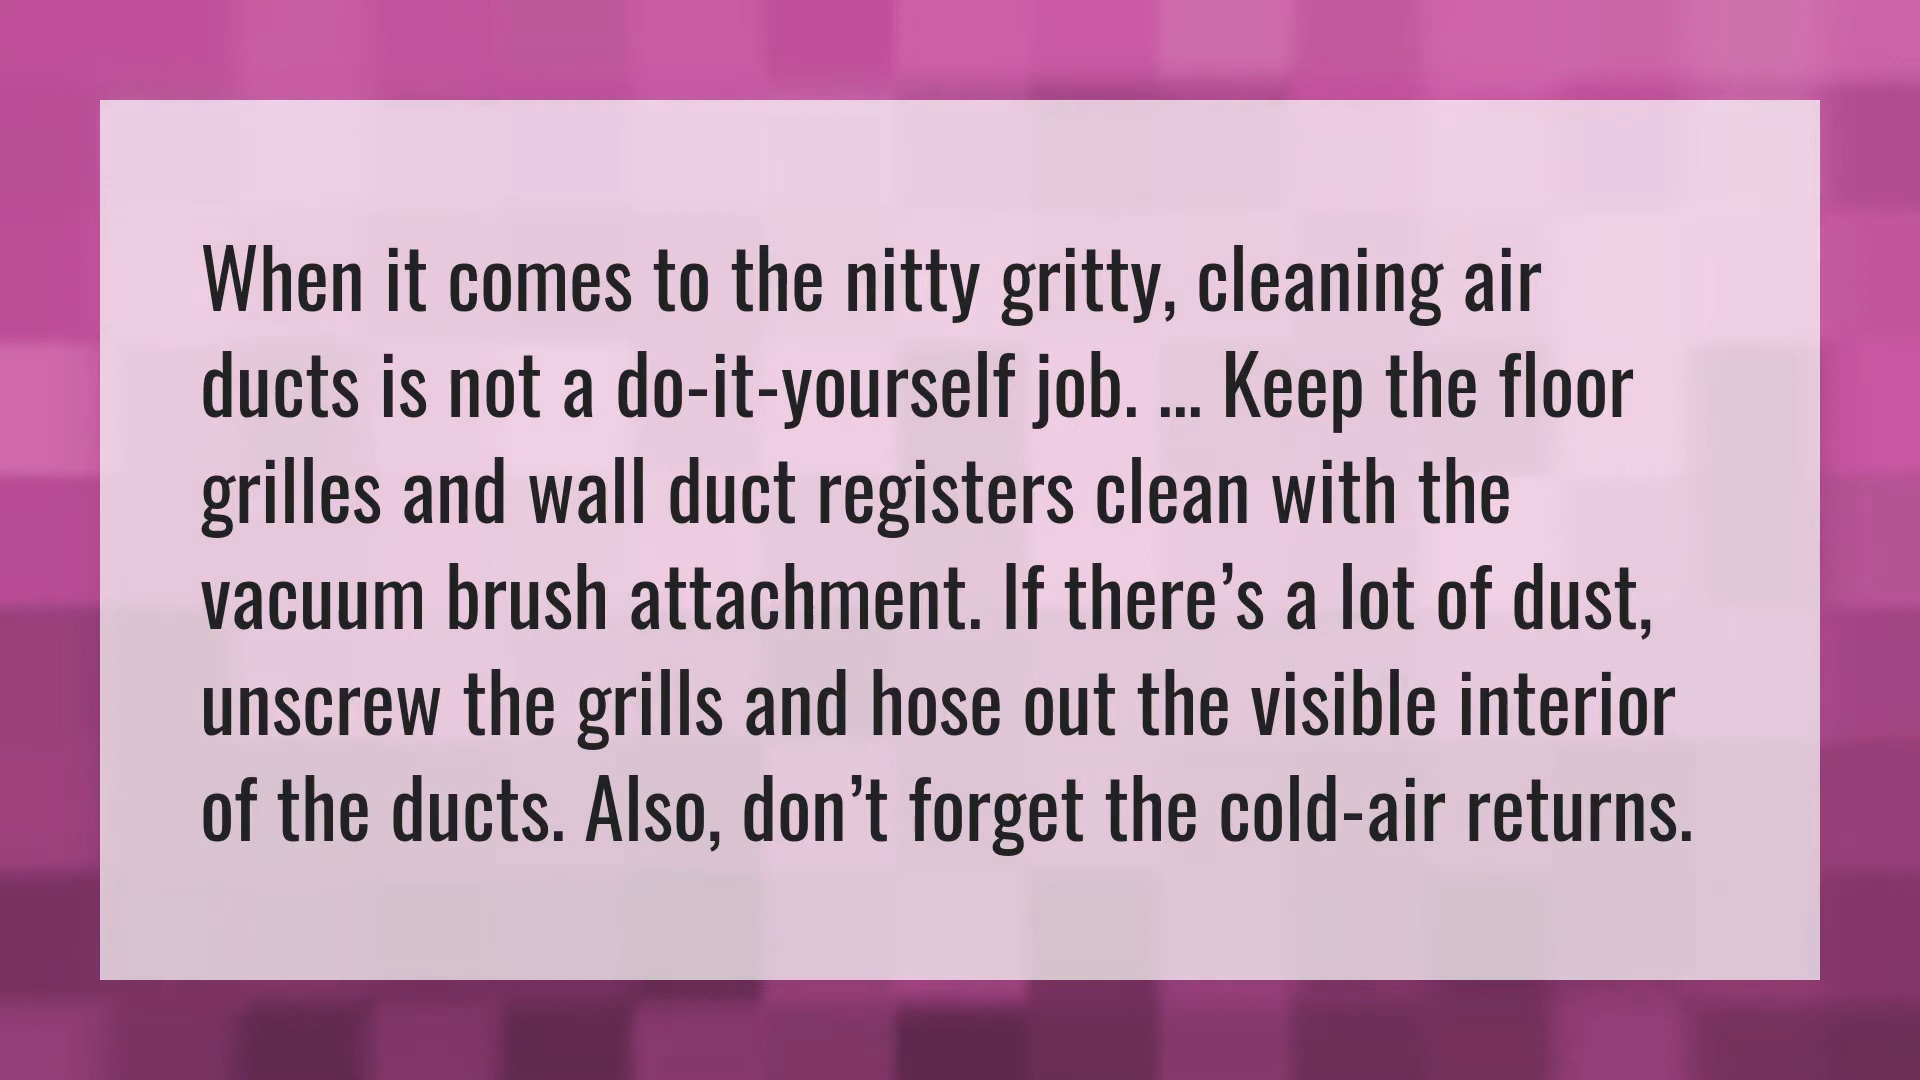 When it comes to the nitty gritty, cleaning air
ducts is not a do-it-yourself job. ... Keep the floor
grilles and wall duct registers clean with the
vacuum brush attachment. If there’s a lot of dust,
unscrew the grills and hose out the visible interior
of the ducts. Also, don’t forget the cold-air returns.